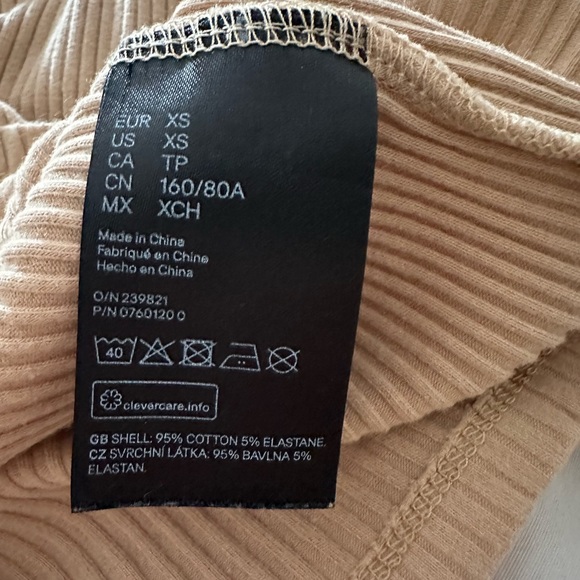 EUR XS
US XS
CA TP
CN 160/80A
MX XCH
Made in China
Fabriqué en Chine
Hecho en China
O/N 239821
P/N 0760120 0
40
clevercare.info
GB SHELL: 95% COTTON 5% ELASTANE.
CZ SVRCHNÍ LÁTKA: 95% BAVLNA 5%
ELASTAN.